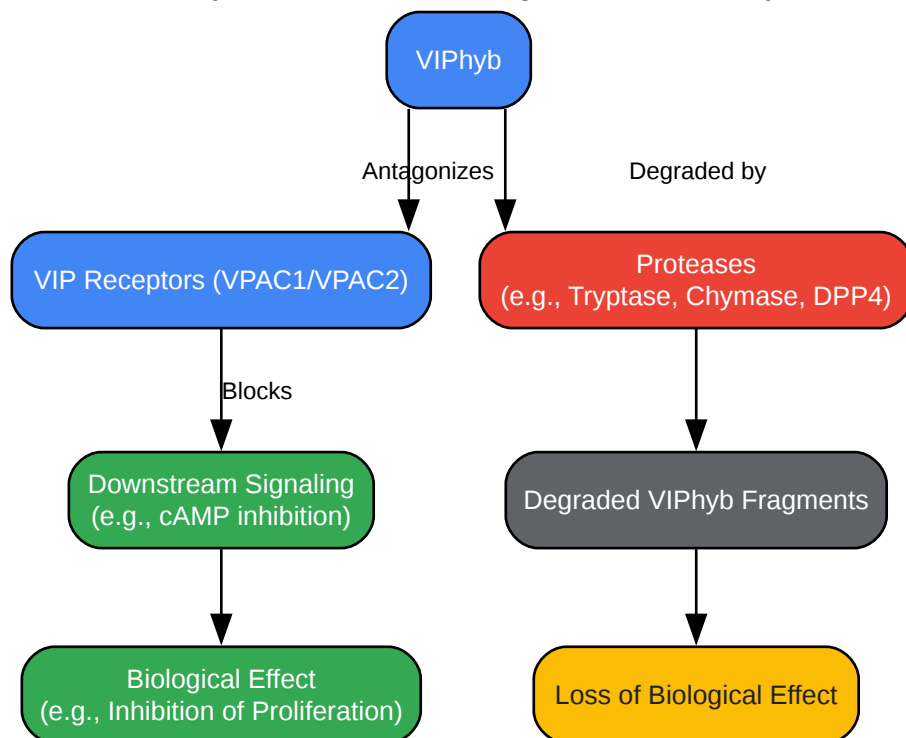 VIPhyb
Antagonizes
Degraded by
VIP Receptors (VPAC1/VPAC2)
Proteases
(e.g., Tryptase, Chymase, DPP4)
Blocks
Downstream Signaling
(e.g., cAMP inhibition)
Degraded VIPhyb Fragments
Biological Effect
(e.g., Inhibition of Proliferation)
Loss of Biological Effect